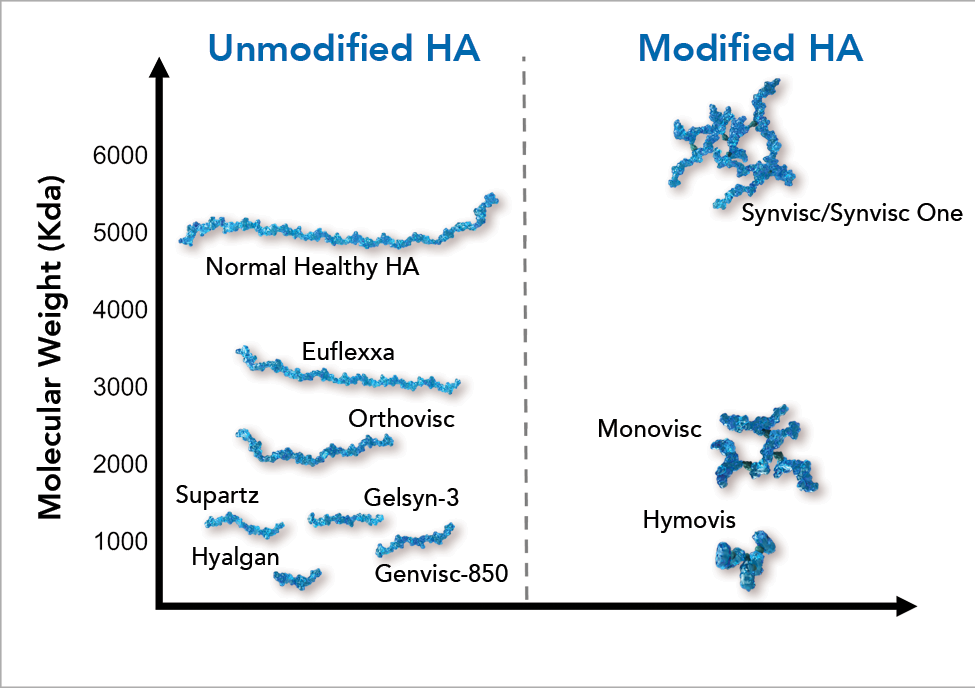 Unmodified HA
Modified HA
Molecular Weight (Kda)
6000
5000
4000
3000
2000
1000
Normal Healthy HA
Euflexxa
Orthovisc
Supartz
Gelsyn-3
Hyalgan
Genvisc-850
Synvisc/Synvisc One
Monovisc
Hymovis